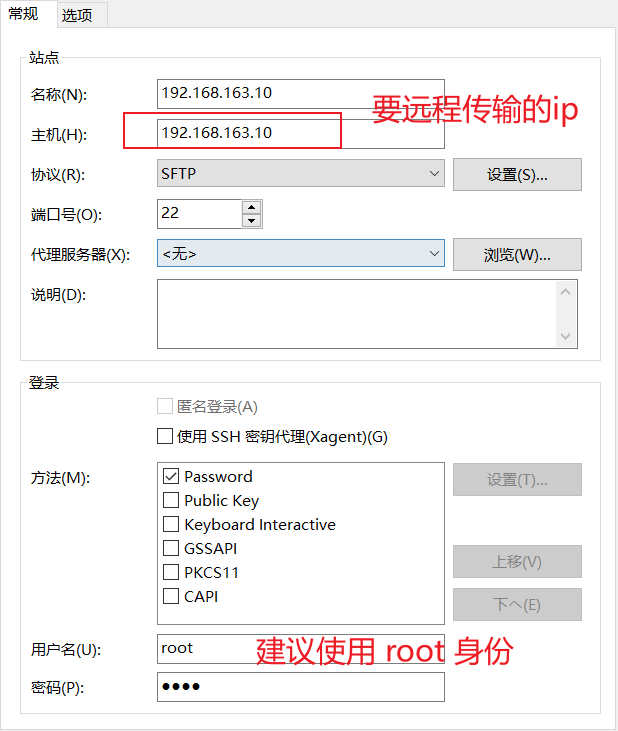 常规 选项
站点
名称(N): 192.168.163.10
要远程传输的ip
主机(H): 192.168.163.10
协议(R): SFTP 设置(S)...
端口号(O): 22
代理服务器(X): <无> 浏览(W)...
说明(D):
登录
匿名登录(A)
使用 SSH 密钥代理(Xagent)(G)
方法(M): Password 设置(T)...
Public Key
Keyboard Interactive
GSSAPI
上移(V)
PKCS11
CAPI
下へ(E)
用户名(U): root 建议使用 root 身份
密码(P): ●●●●